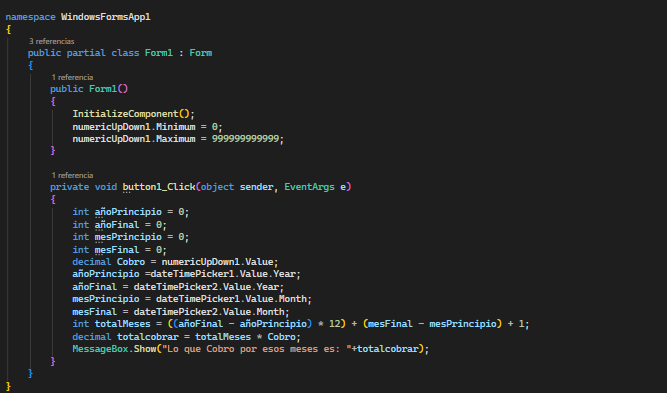 namespace WindowsFormsApp1
{
3 referencias
public partial class Form1 : Form
{
1 referencia
public Form1()
{
InitializeComponent();
numericUpDown1.Minimum = 0;
numericUpDown1.Maximum = 999999999999;
}
1 referencia
private void button1_Click(object sender, EventArgs e)
{
int añoPrincipio = 0;
int añoFinal = 0;
int mesPrincipio = 0;
int mesFinal = 0;
decimal Cobro = numericUpDown1.Value;
añoPrincipio =dateTimePicker1.Value.Year;
añoFinal = dateTimePicker2.Value.Year;
mesPrincipio = dateTimePicker1.Value.Month;
mesFinal = dateTimePicker2.Value.Month;
int totalMeses = ((añoFinal - añoPrincipio) * 12) + (mesFinal - mesPrincipio) + 1;
decimal totalcobrar = totalMeses * Cobro;
MessageBox.Show("Lo que Cobro por esos meses es: "+totalcobrar);
}
}
}